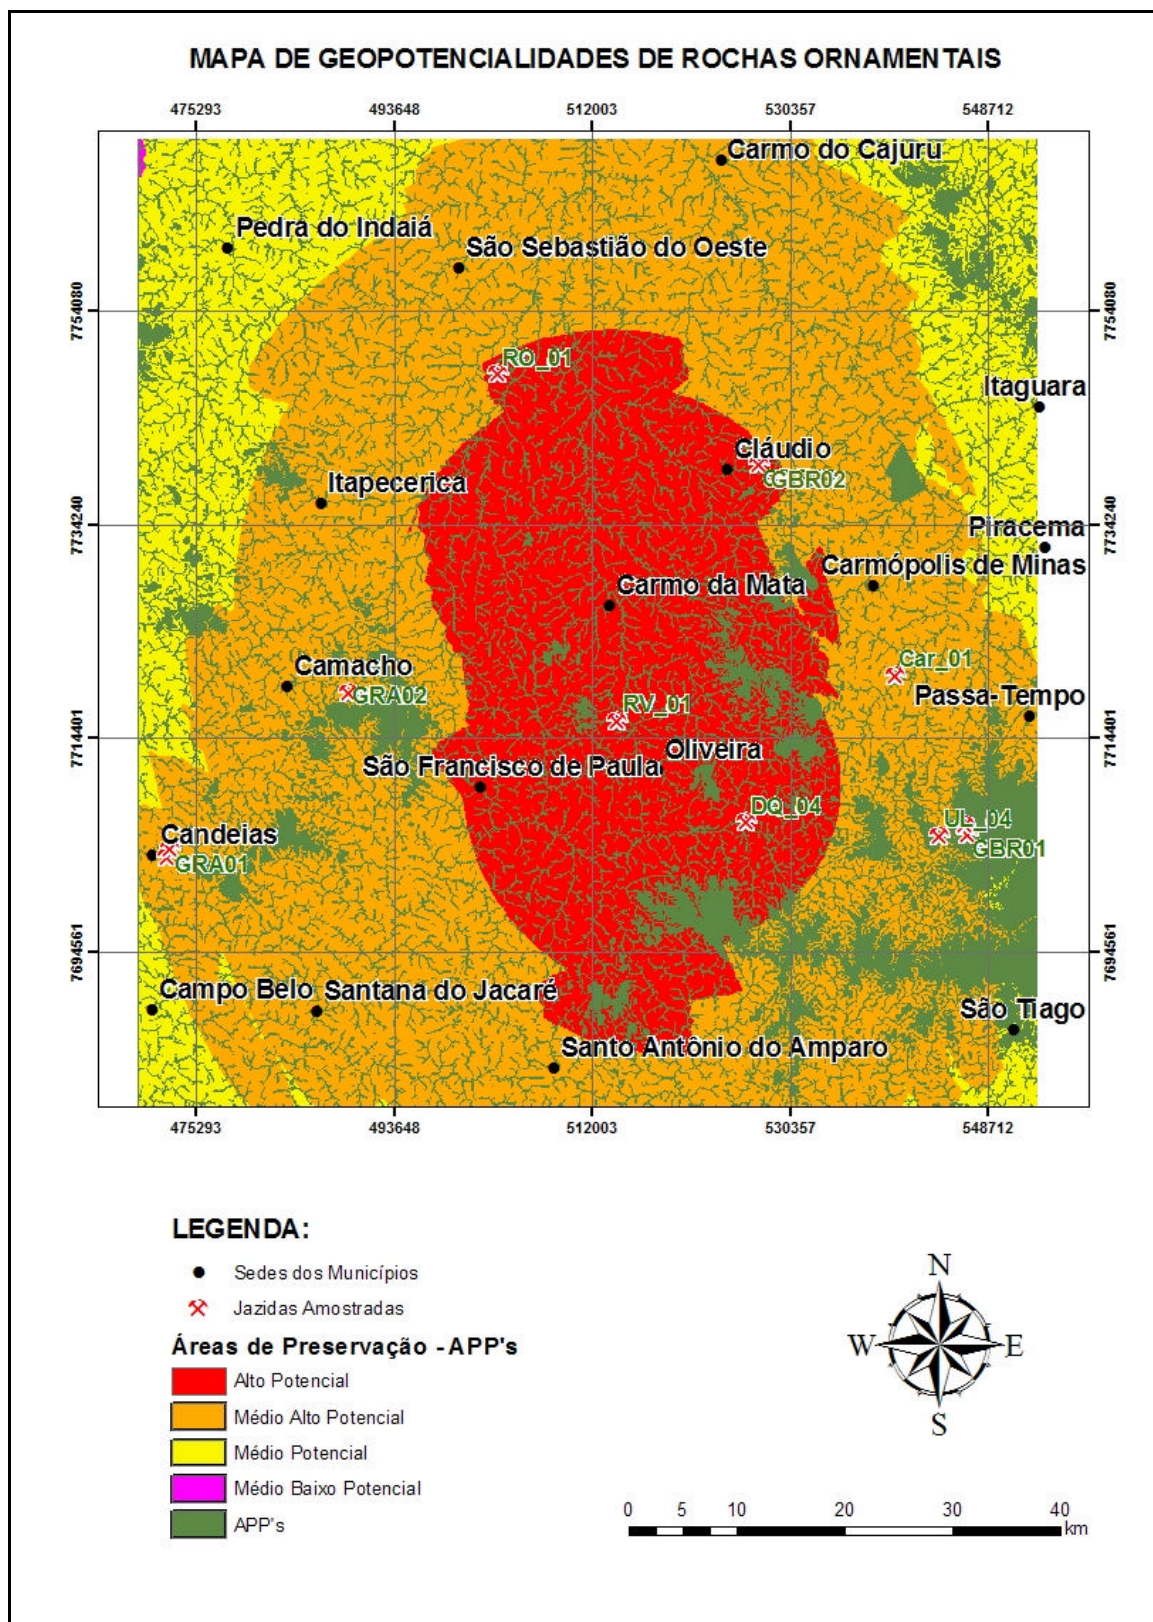 MAPA DE GEOPOTENCIALIDADES DE ROCHAS ORNAMENTAIS
475293 493648 512003 530357 548712
Carmo do Cajuru
Pedra do Indaiá
São Sebastião do Oeste
7754080 7754080
RO_01
Itaguara
Cláudio
GBR02
Itapecerica
7734240 7734240
Piracema
Carmópolis de Minas
Carmo da Mata
Camacho
Car_01
GRA02
Passa-Tempo
RV_01
7714401 7714401
Oliveira
São Francisco de Paula
DQ_04
UL_04
Candeias
GBR01
GRA01
7694561 7694561
Campo Belo
Santana do Jacaré
São Tiago
Santo Antônio do Amparo
475293 493648 512003 530357 548712
LEGENDA:
Sedes dos Municípios
Jazidas Amostradas
Áreas de Preservação - APP's
Alto Potencial
Médio Alto Potencial
Médio Potencial
Médio Baixo Potencial
APP's
N
W E
S
0 5 10 20 30 40
km